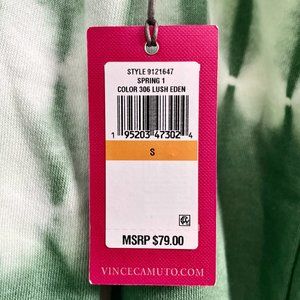 STYLE 9121647
SPRING 1
COLOR 306 LUSH EDEN
1 95203 47302 4
S
MSRP $79.00
VINCECAMUTO.COM